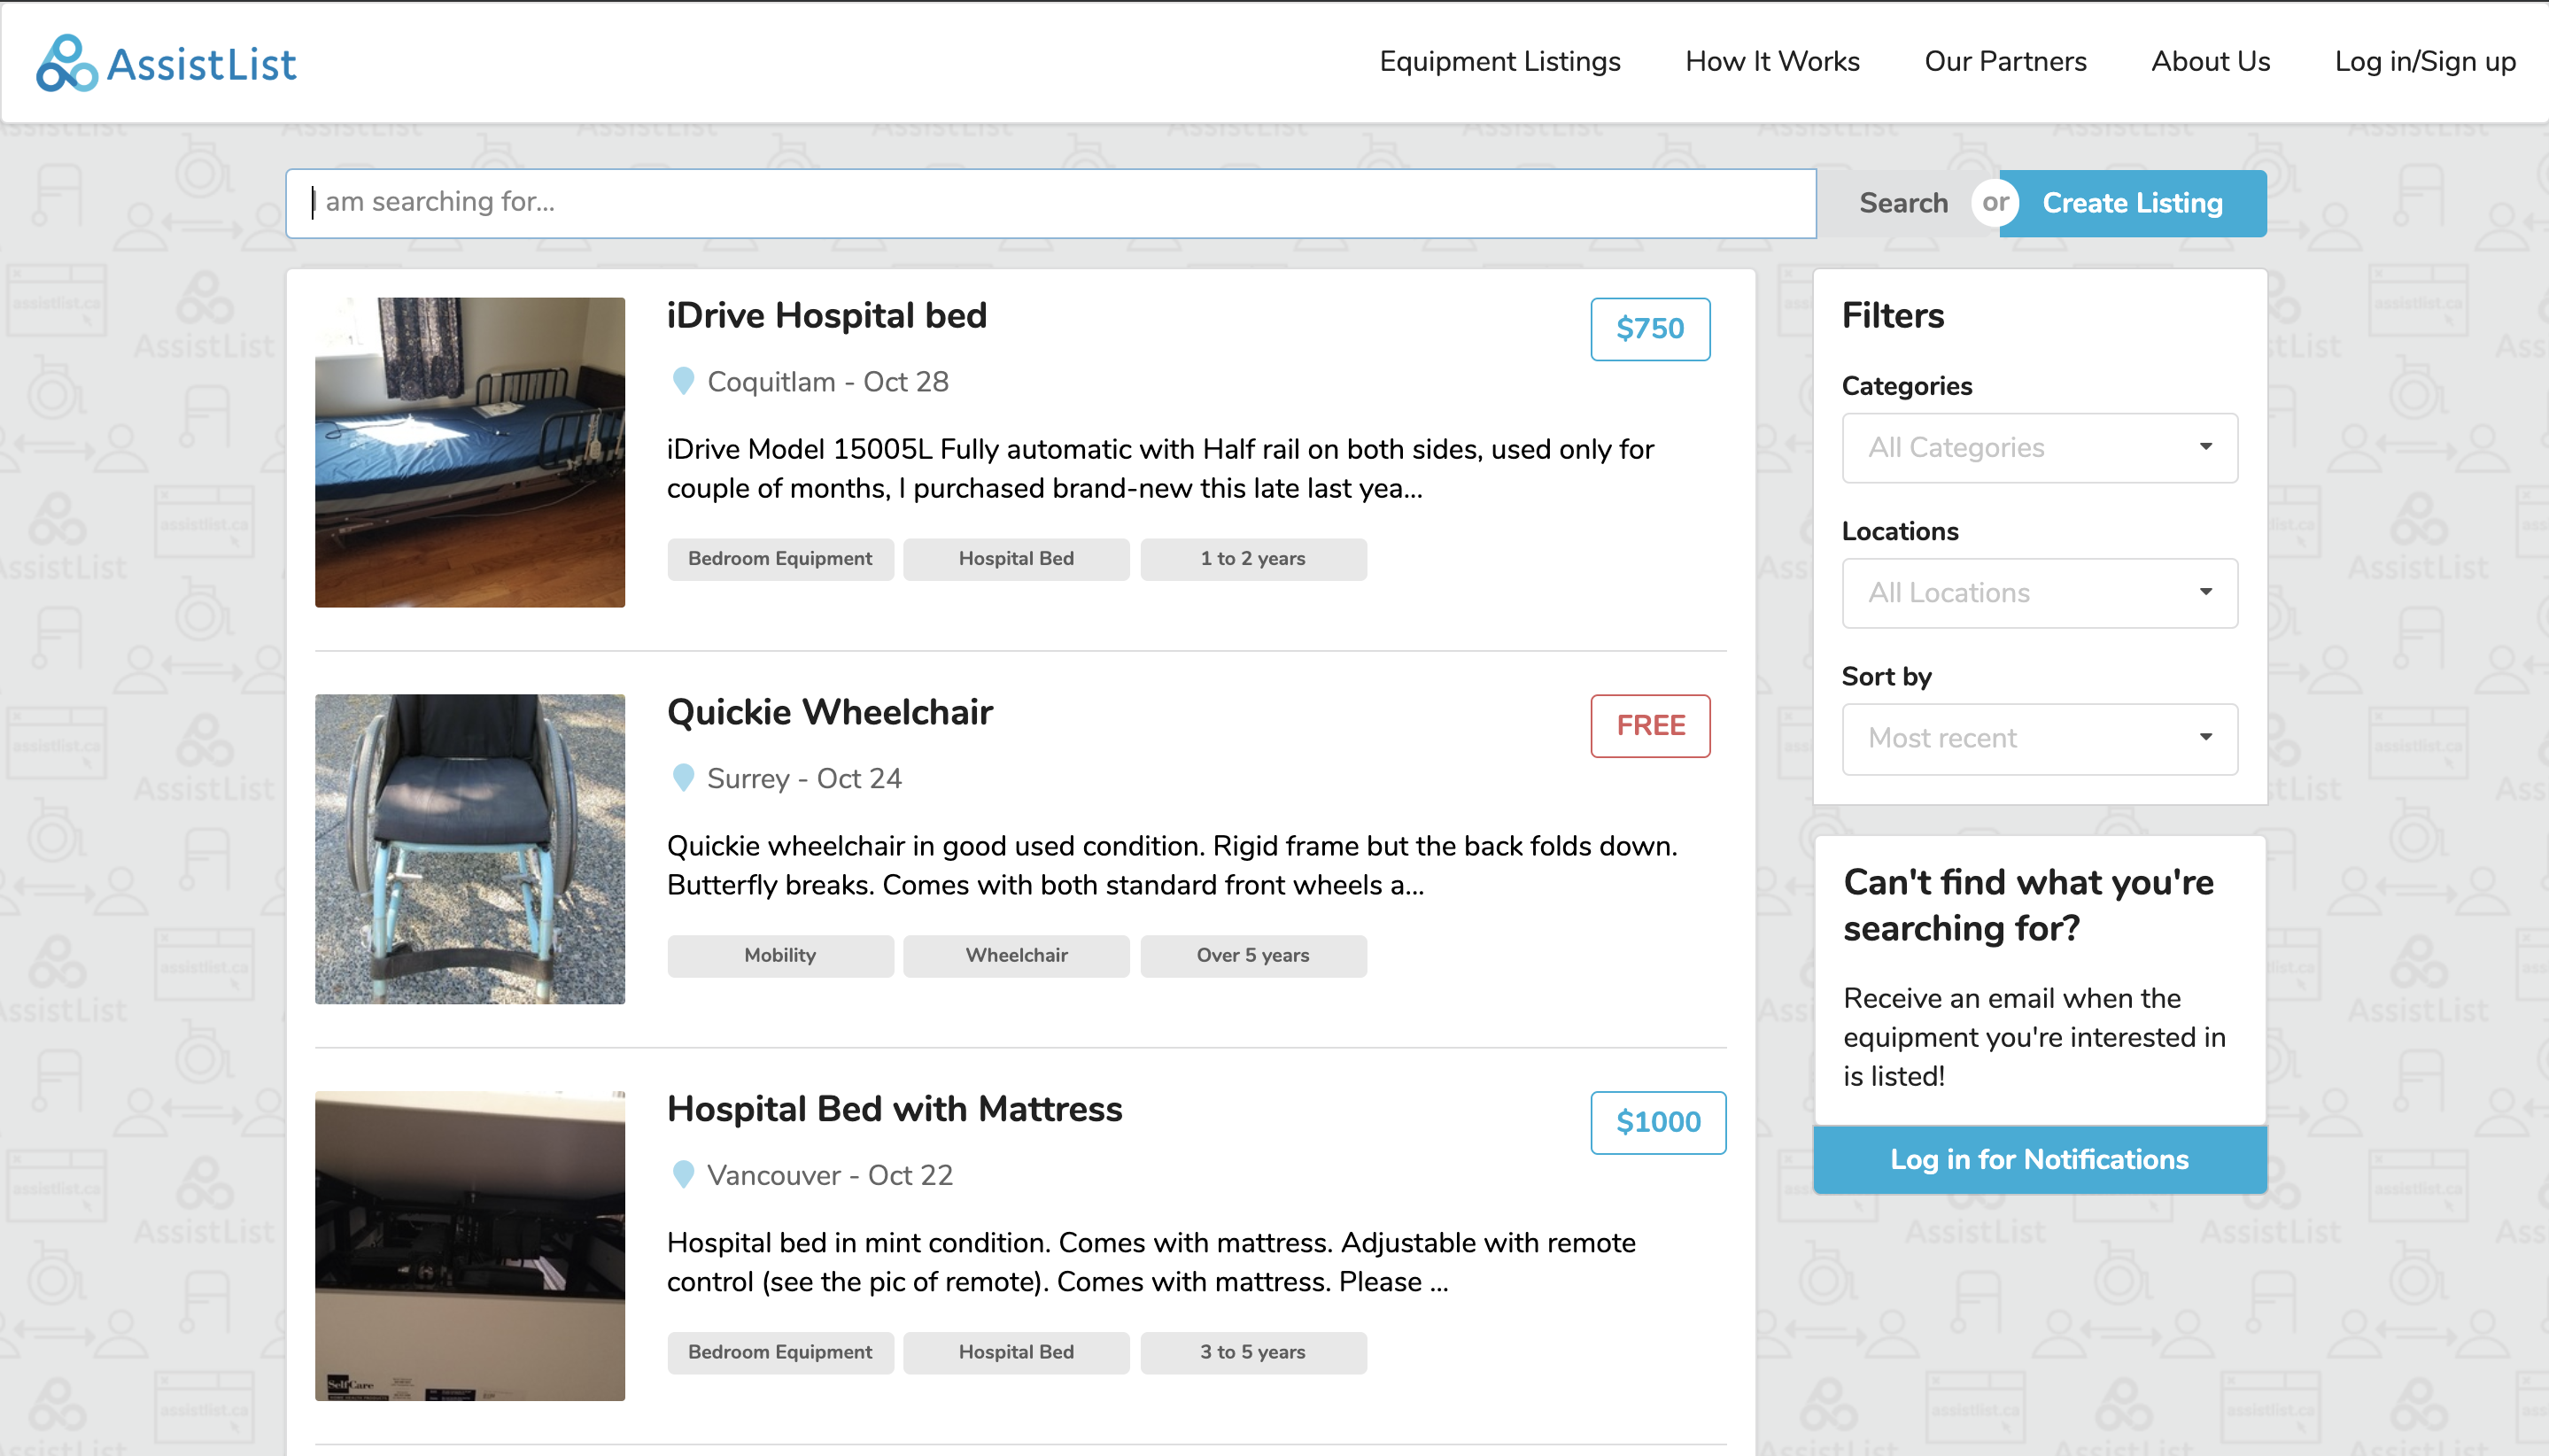 AssistList
Equipment Listings
How It Works
Our Partners
About Us
Log in/Sign up
I am searching for...
Search
or
Create Listing
iDrive Hospital bed
$750
Coquitlam - Oct 28
iDrive Model 15005L Fully automatic with Half rail on both sides, used only for
couple of months, I purchased brand-new this late last yea...
Bedroom Equipment
Hospital Bed
1 to 2 years
Quickie Wheelchair
FREE
Surrey - Oct 24
Quickie wheelchair in good used condition. Rigid frame but the back folds down.
Butterfly breaks. Comes with both standard front wheels a...
Mobility
Wheelchair
Over 5 years
Hospital Bed with Mattress
$1000
Vancouver - Oct 22
Hospital bed in mint condition. Comes with mattress. Adjustable with remote
control (see the pic of remote). Comes with mattress. Please ...
Bedroom Equipment
Hospital Bed
3 to 5 years
SelfCare
Filters
Categories
All Categories
Locations
All Locations
Sort by
Most recent
Can't find what you're
searching for?
Receive an email when the
equipment you're interested in
is listed!
Log in for Notifications
assistlist.ca
AssistList